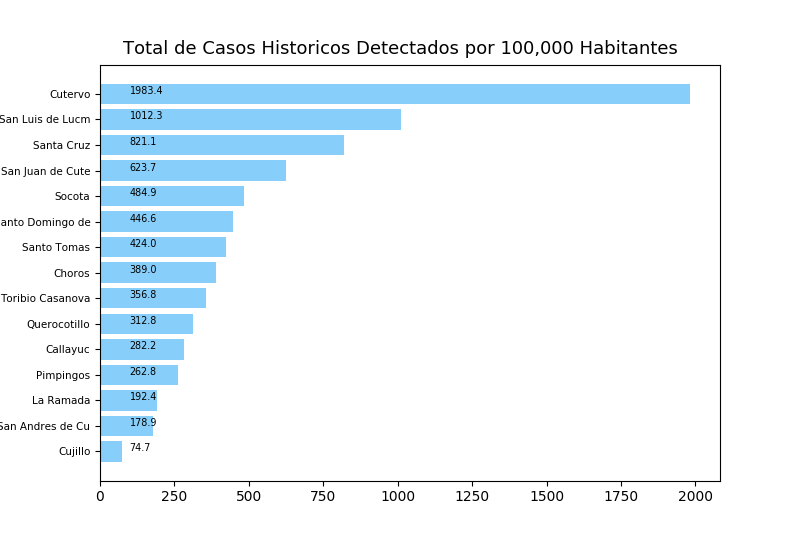 Total de Casos Historicos Detectados por 100,000 Habitantes
Cutervo 1983.4
San Luis de Lucm 1012.3
Santa Cruz 821.1
San Juan de Cute 623.7
Socota 484.9
anto Domingo de 446.6
Santo Tomas 424.0
Choros 389.0
Toribio Casanova 356.8
Querocotillo 312.8
Callayuc 282.2
Pimpingos 262.8
La Ramada 192.4
San Andres de Cu 178.9
Cujillo 74.7
0 250 500 750 1000 1250 1500 1750 2000